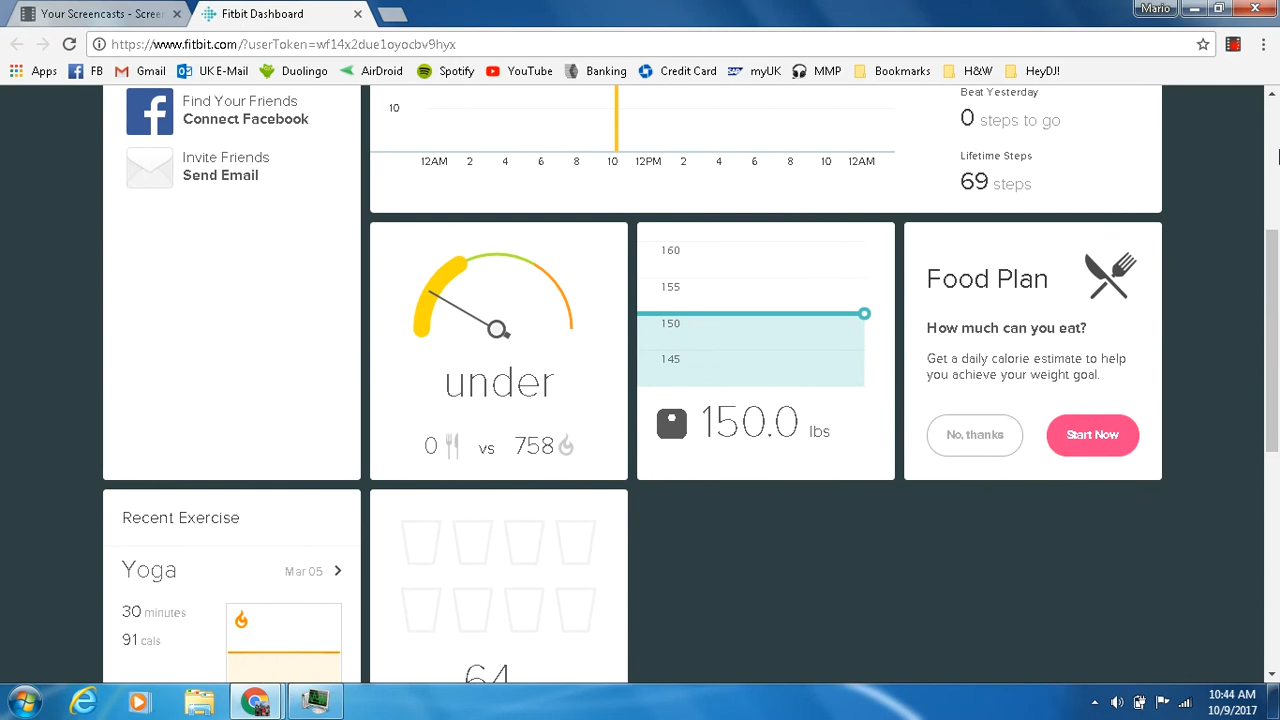 Your Screencasts - Screen
Fitbit Dashboard
Mario
https://www.fitbit.com/?userToken=wf14x2due1oyocbv9hyx
Apps
FB
Gmail
UK E-Mail
Duolingo
AirDroid
Spotify
YouTube
Banking
Credit Card
myUK
MMP
Bookmarks
H&W
HeyDJ!
Find Your Friends
Connect Facebook
Invite Friends
Send Email
10
12AM 2 4 6 8 10 12PM 2 4 6 8 10 12AM
Beat Yesterday
0 steps to go
Lifetime Steps
69 steps
under
0 vs 758
160
155
150
145
150.0 lbs
Food Plan
How much can you eat?
Get a daily calorie estimate to help
you achieve your weight goal.
No, thanks
Start Now
Recent Exercise
Yoga
Mar 05
30 minutes
91 cals
64
10:44 AM
10/9/2017